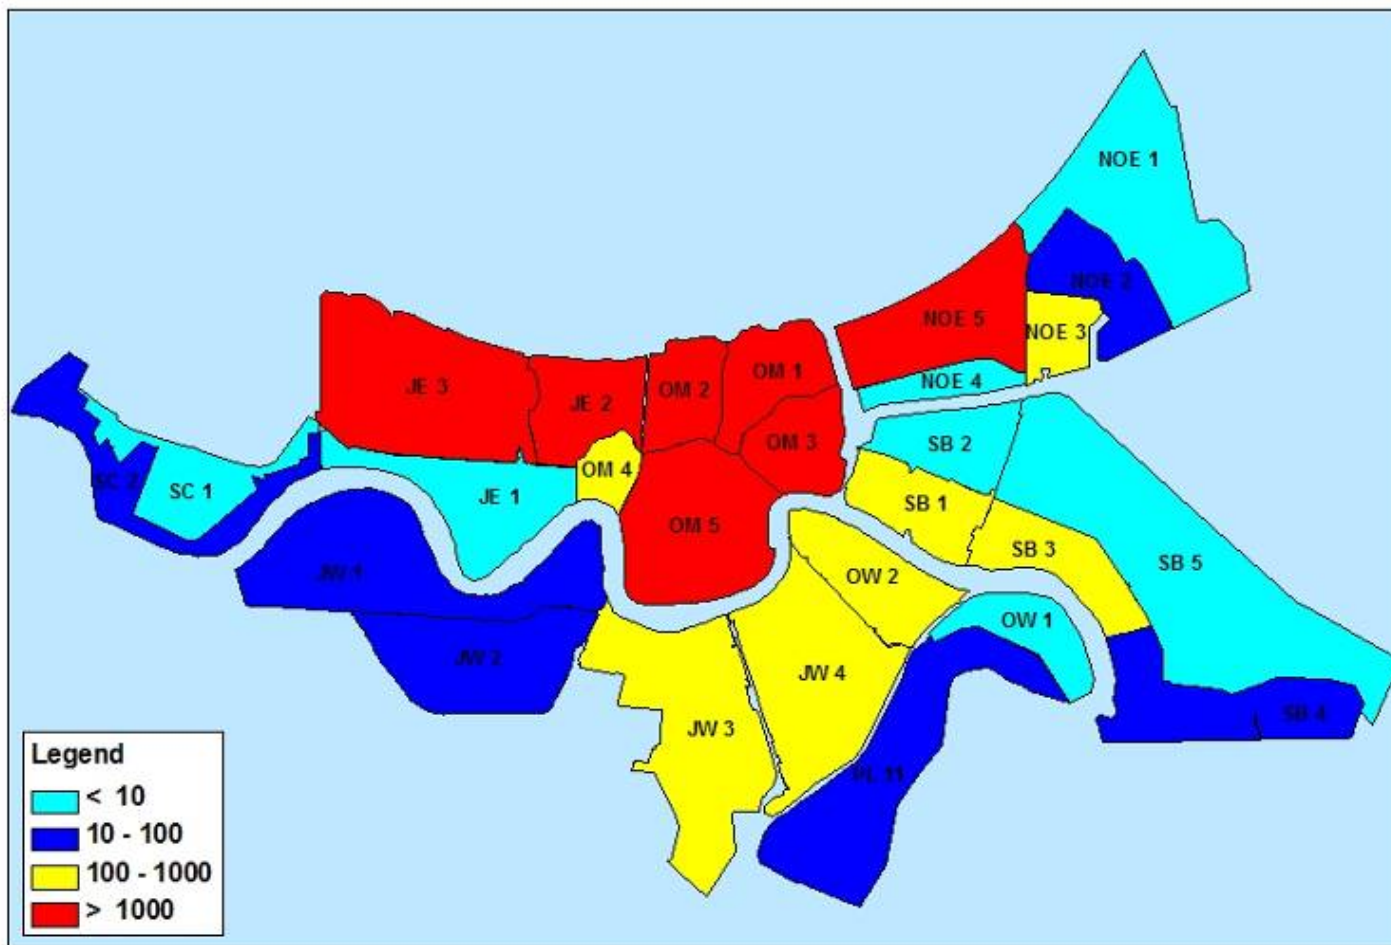 NOE 1
NOE 2
NOE 5
NOE 3
OM 1
OM 2
JE 3
JE 2
NOE 4
OM 3
SB 2
OM 4
SC 2
SC 1
JE 1
SB 1
OM 5
SB 3
SB 5
JW 1
OW 2
OW 1
JW 2
JW 4
SB 4
JW 3
PL 11
Legend
< 10
10 - 100
100 - 1000
> 1000